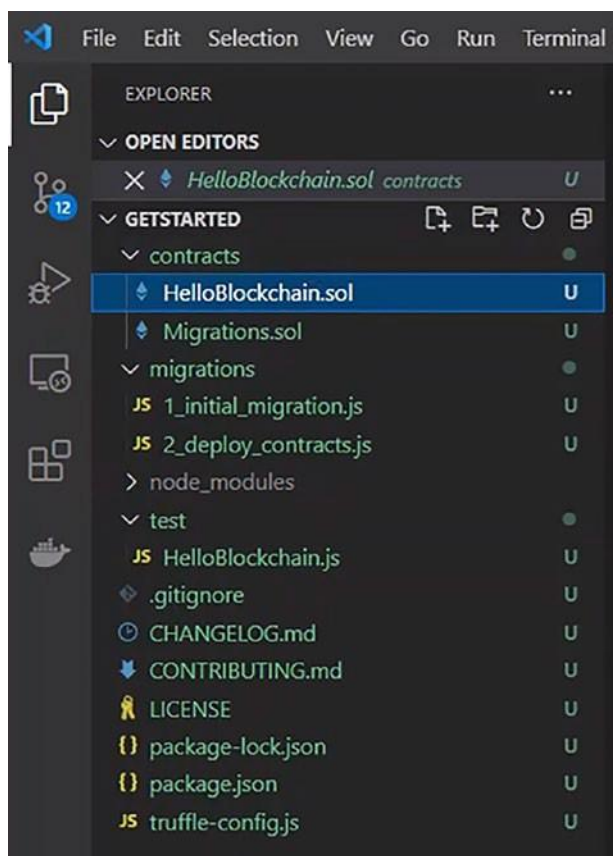 File Edit Selection View Go Run Terminal
EXPLORER ...
OPEN EDITORS
HelloBlockchain.sol contracts U
12
GETSTARTED
contracts
HelloBlockchain.sol U
Migrations.sol U
migrations
JS 1_initial_migration.js U
JS 2_deploy_contracts.js U
node_modules
test
JS HelloBlockchain.js U
.gitignore U
CHANGELOG.md U
CONTRIBUTING.md U
LICENSE U
{} package-lock.json U
{} package.json U
JS truffle-config.js U